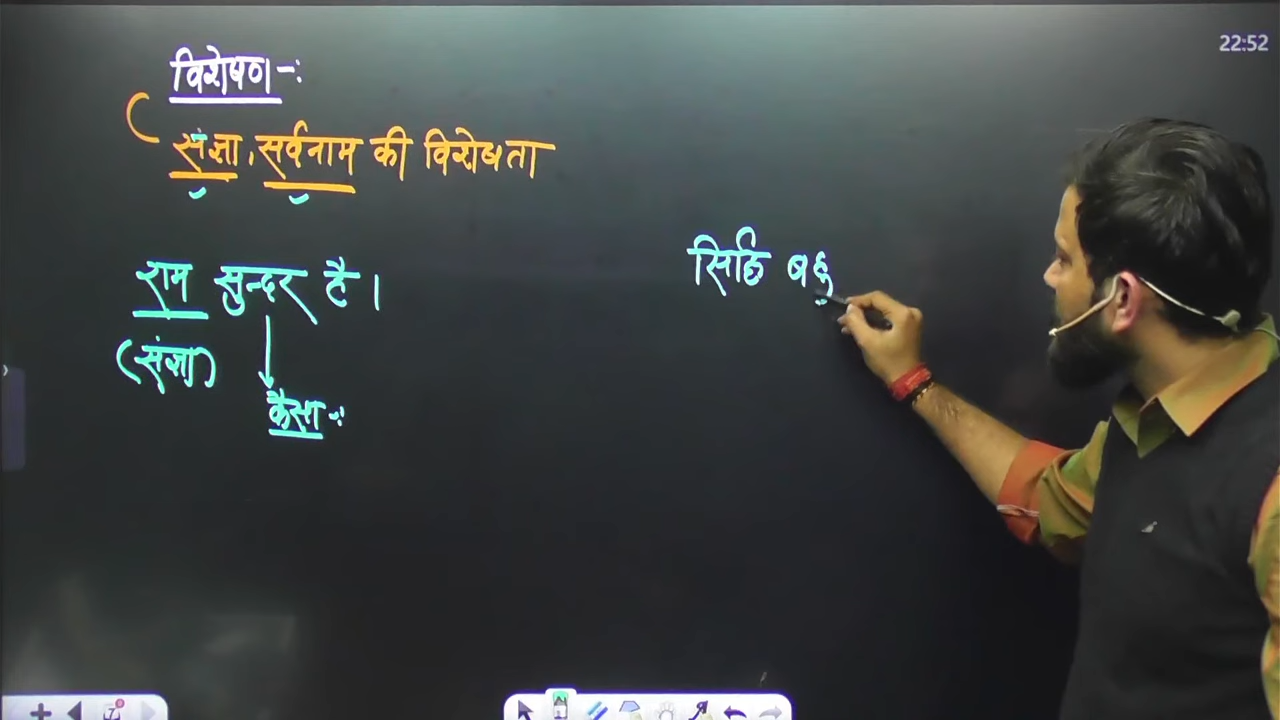 22:52
विशेषण -:
संज्ञा, सर्वनाम की विशेषता
राम सुन्दर है।
(संज्ञा)
कैसा -: